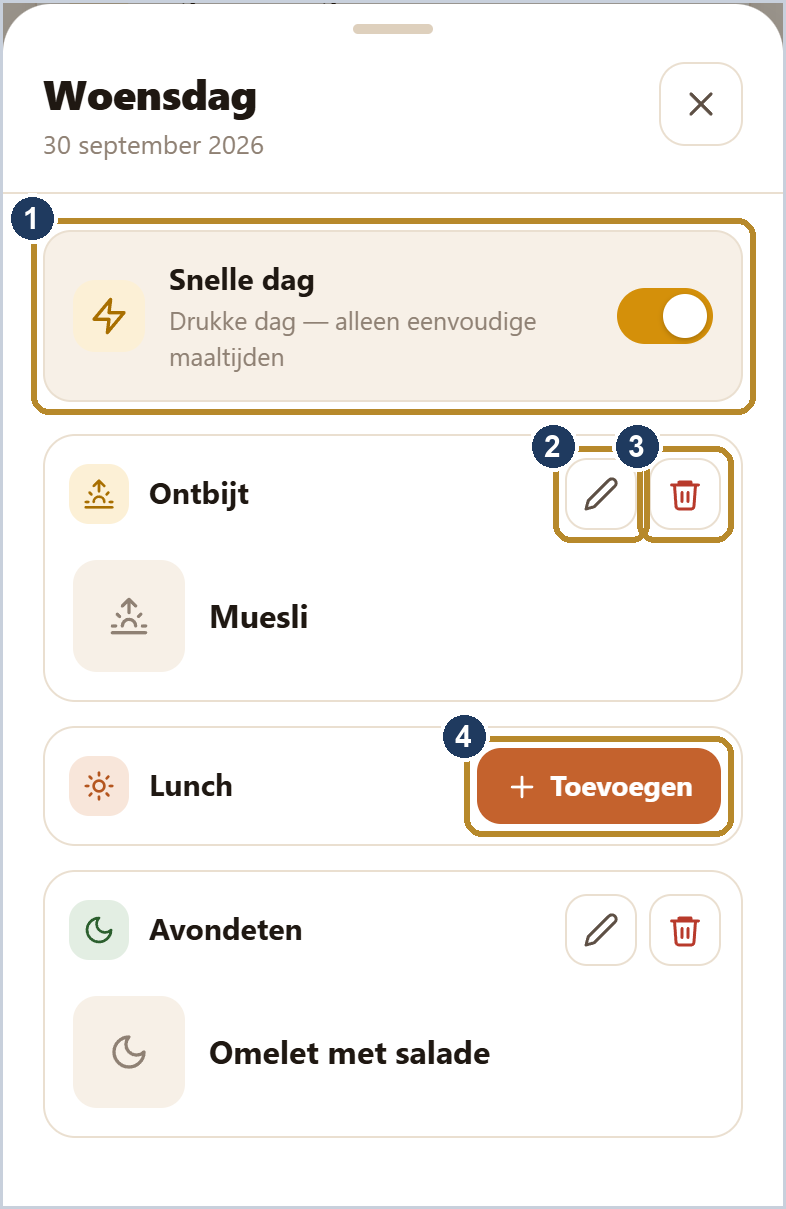 Woensdag
30 september 2026
1
Snelle dag
Drukke dag — alleen eenvoudige
maaltijden
2
3
Ontbijt
Muesli
4
Lunch
Toevoegen
Avondeten
Omelet met salade